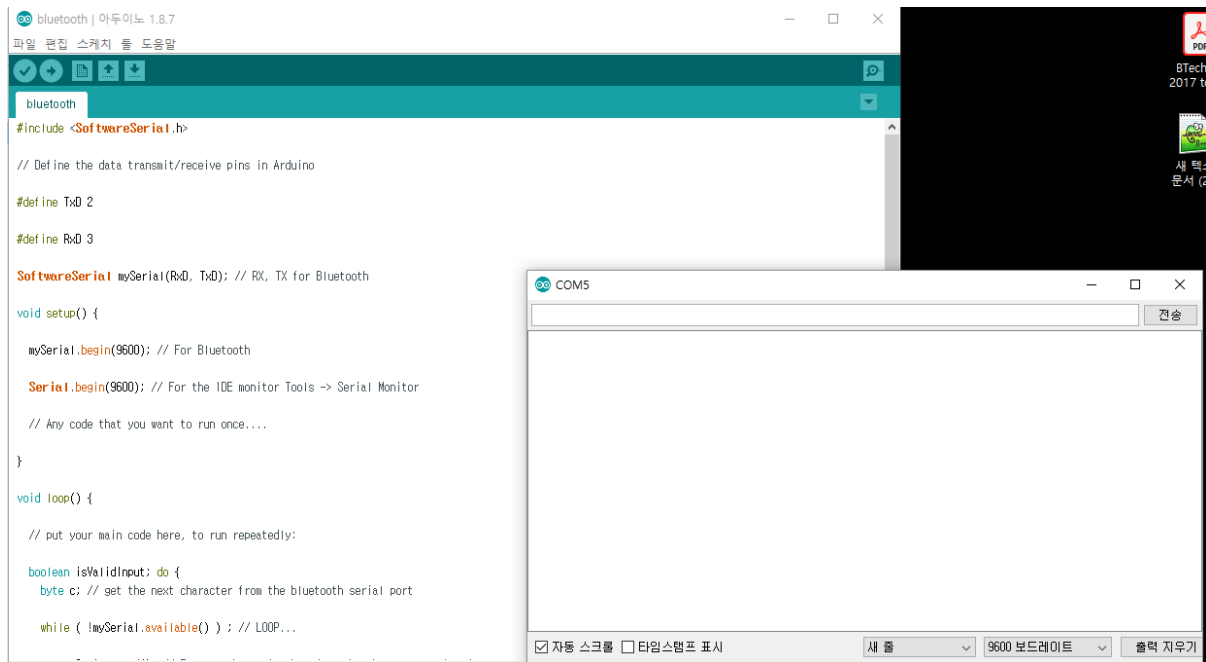 bluetooth | 아두이노 1.8.7
파일 편집 스케치 툴 도움말
bluetooth
#include <SoftwareSerial.h>
// Define the data transmit/receive pins in Arduino
#define TxD 2
#define RxD 3
SoftwareSerial mySerial(RxD, TxD); // RX, TX for Bluetooth
void setup() {
mySerial.begin(9600); // For Bluetooth
Serial.begin(9600); // For the IDE monitor Tools -> Serial Monitor
// Any code that you want to run once....
}
void loop() {
// put your main code here, to run repeatedly:
boolean isValidInput; do {
byte c; // get the next character from the bluetooth serial port
while ( !mySerial.available() ) ; // LOOP...
COM5
전송
자동 스크롤
타임스탬프 표시
새 줄
9600 보드레이트
출력 지우기
PDF
BTech
2017 to
새 텍스
문서 (2